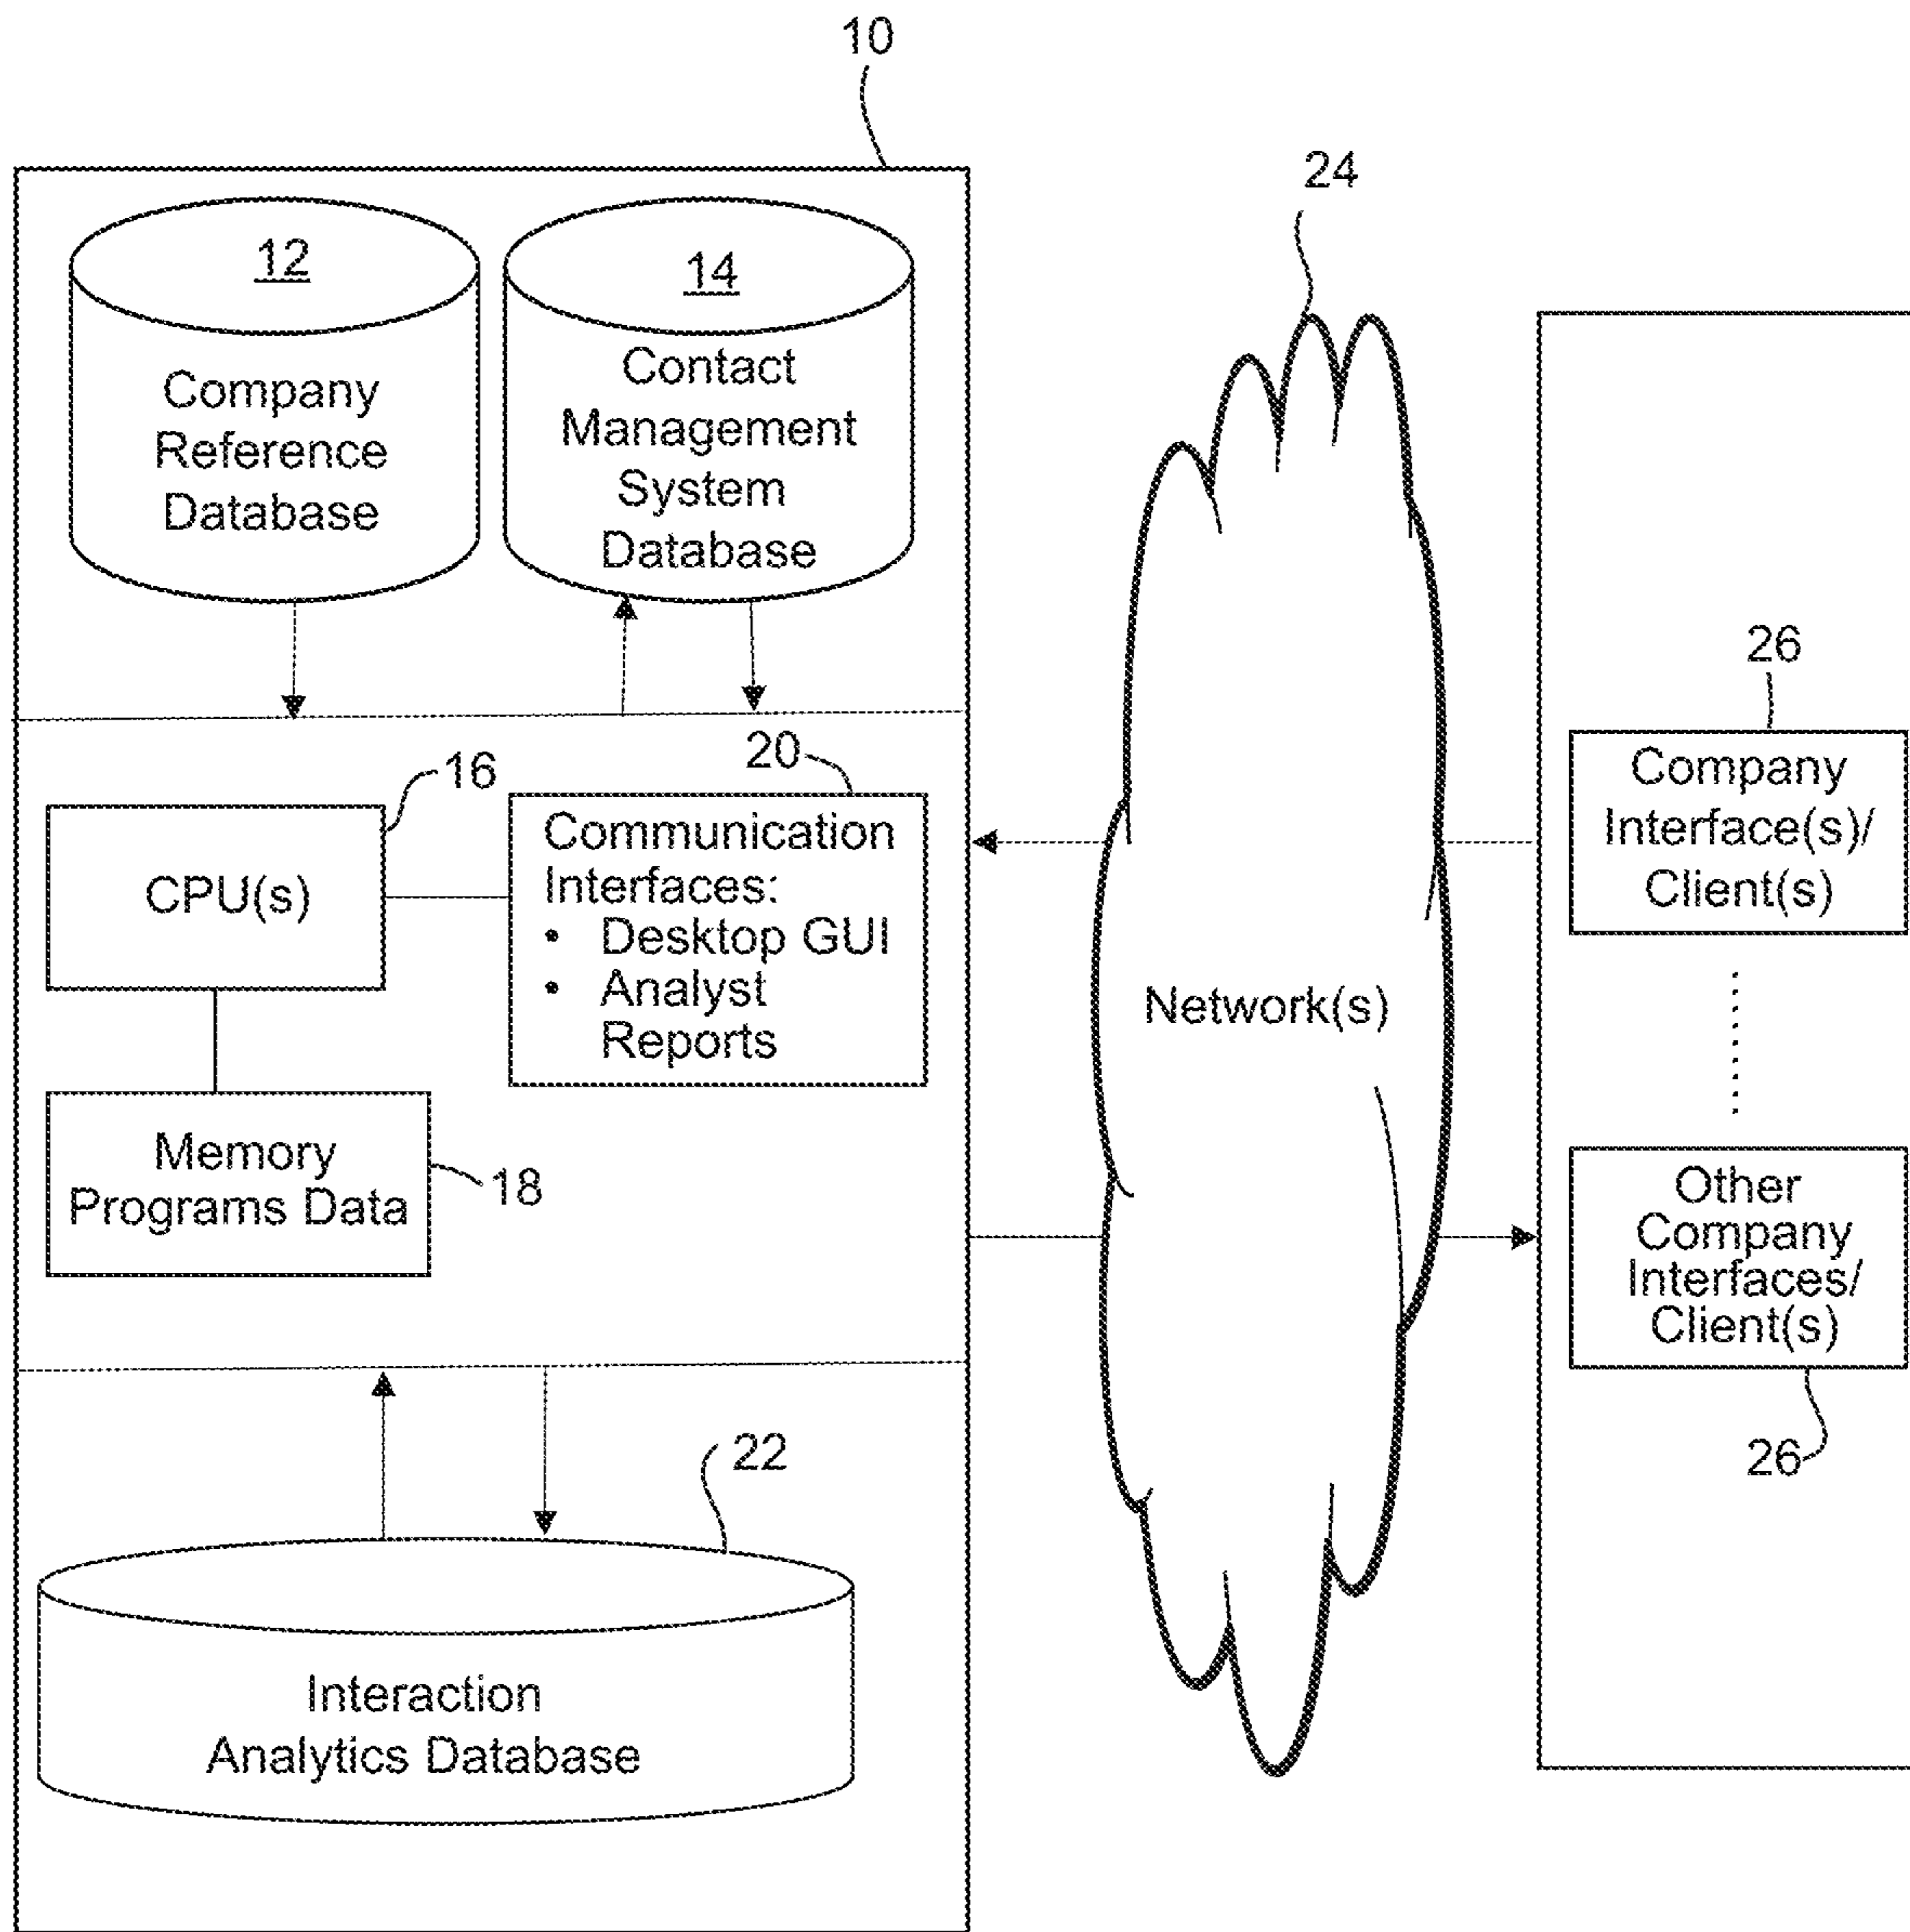 10
24
12
14
Company
Reference
Database
Contact
Management
System
Database
16
20
CPU(s)
Communication
Interfaces:
• Desktop GUI
• Analyst
Reports
Memory
Programs Data
18
Network(s)
26
Company
Interface(s)/
Client(s)
Other
Company
Interfaces/
Client(s)
26
22
Interaction
Analytics Database